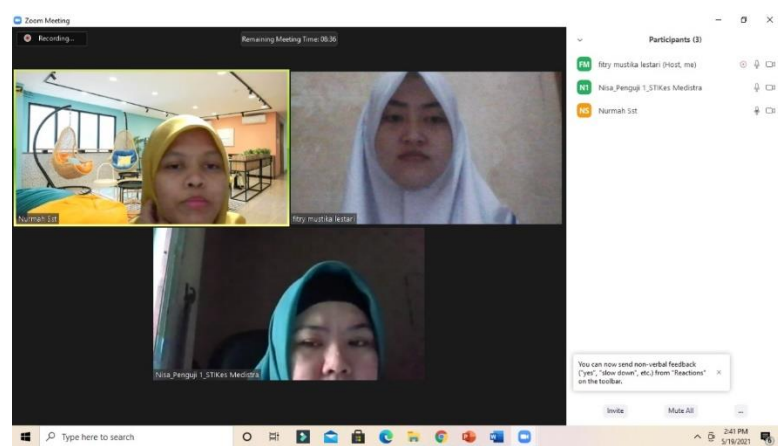 Zoom Meeting
Recording...
Remaining Meeting Time: 08:36
Participants (3)
FM fitry mustika lestari (Host, me)
N1 Nisa_Penguji 1_STIKes Medistra
NS Nurmah Sst
Nurmah Sst
fitry mustika lestari
Nisa_Penguji 1_STIKes Medistra
You can now send non-verbal feedback
("yes", "slow down", etc.) from "Reactions"
on the toolbar.
Invite
Mute All
...
Type here to search
2:41 PM
5/19/2021